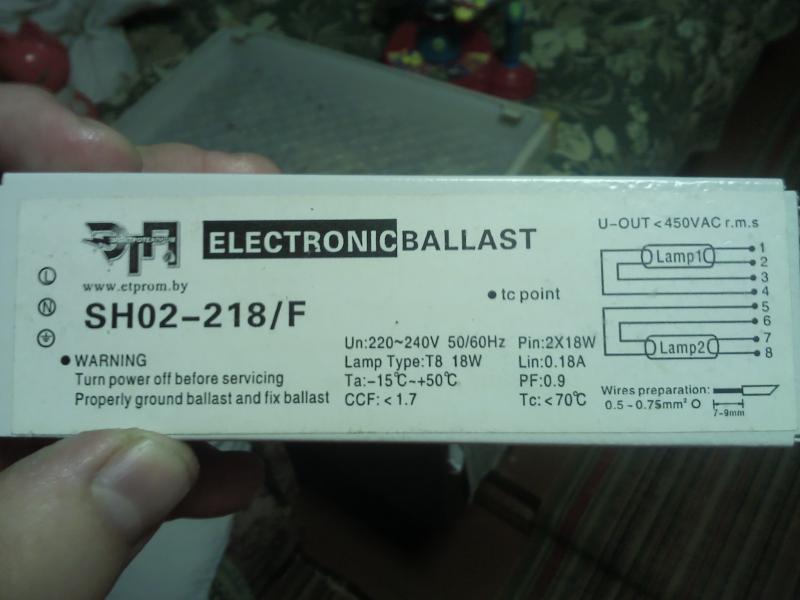 ЭТП
ЭЛЕКТРОТЕХПРОМ
www.etprom.by
ELECTRONIC BALLAST
SH02-218/F
L
N
● WARNING
Turn power off before servicing
Properly ground ballast and fix ballast
● tc point
Un:220~240V 50/60Hz
Lamp Type:T8 18W
Ta:-15℃~+50℃
CCF:<1.7
Pin:2X18W
Lin:0.18A
PF:0.9
Tc:<70℃
U-OUT<450VAC r.m.s
Lamp1
1
2
3
4
5
6
7
8
Lamp2
Wires preparation:
0.5-0.75mm²
7-9mm